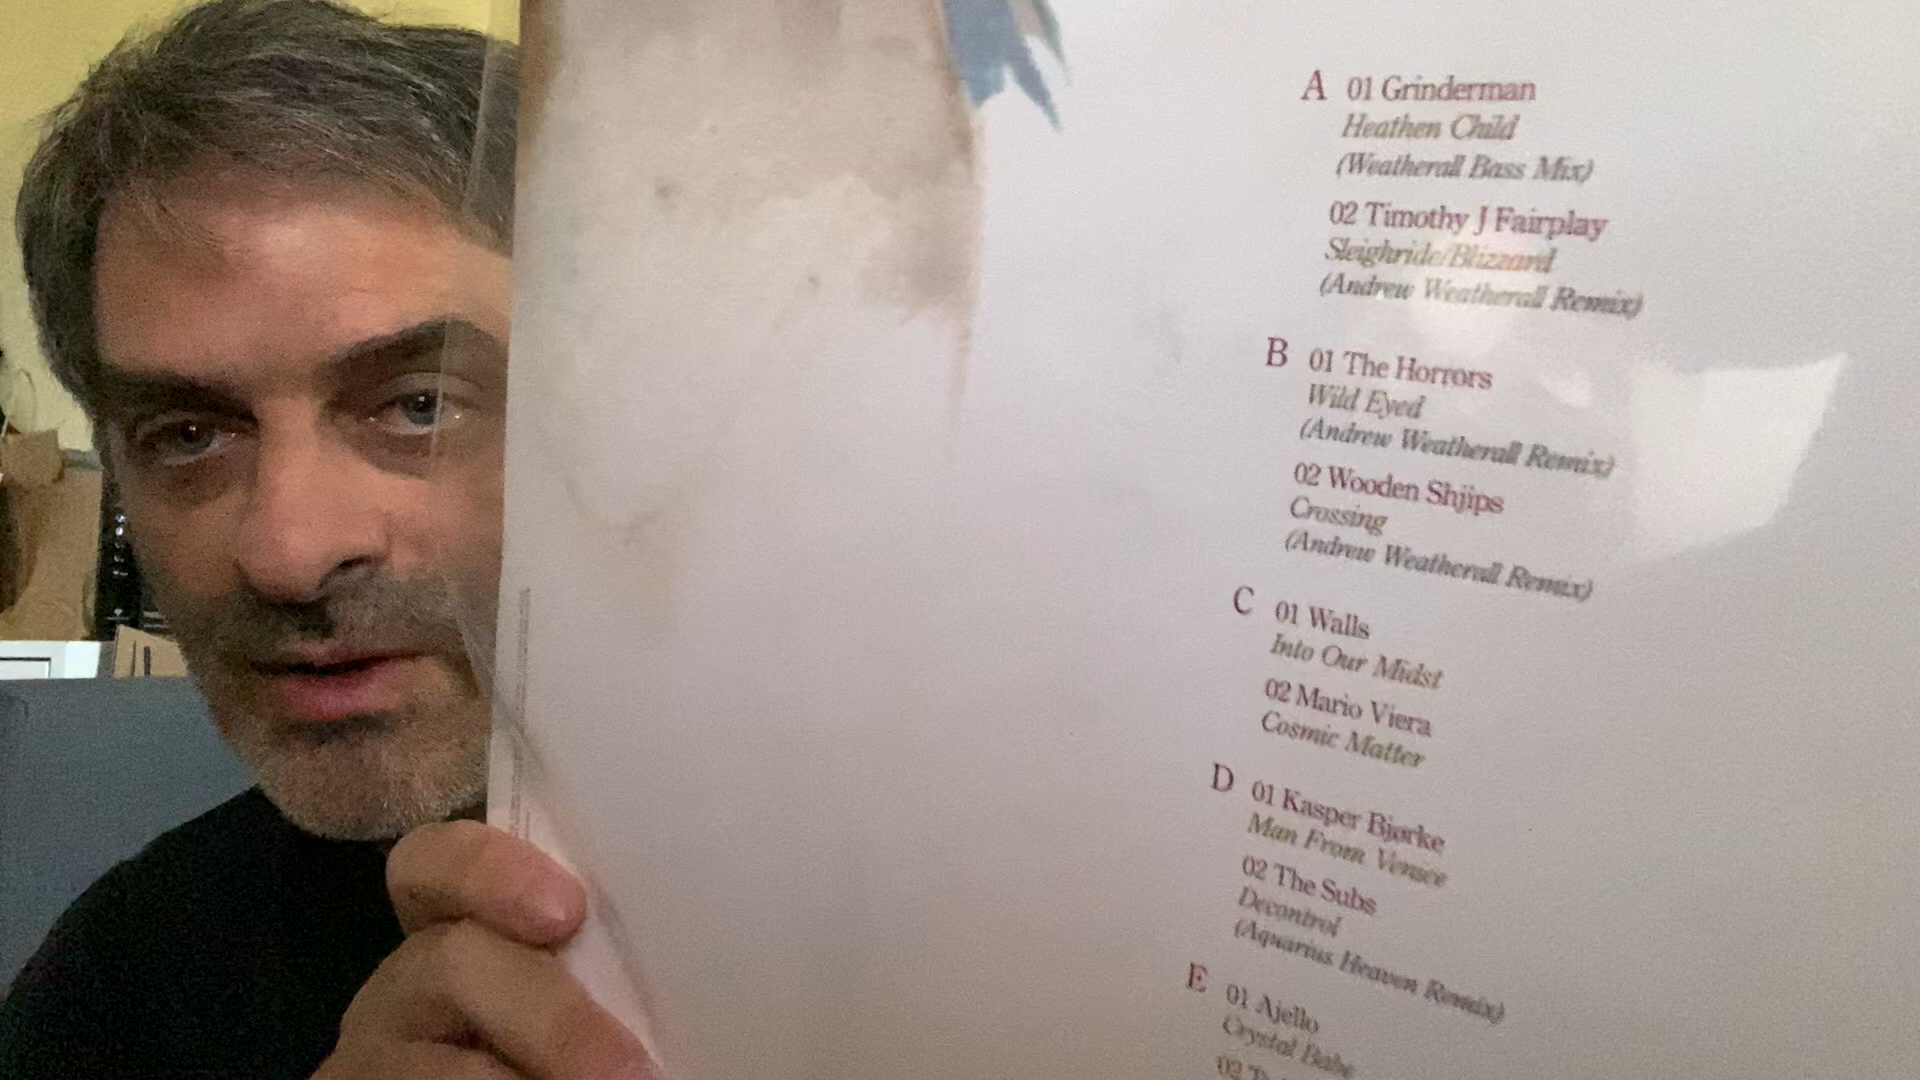 A 01 Grinderman
Heathen Child
(Weatherall Bass Mix)
02 Timothy J Fairplay
Sleighride/Blizzard
(Andrew Weatherall Remix)
B 01 The Horrors
Wild Eyed
(Andrew Weatherall Remix)
02 Wooden Shjips
Crossing
(Andrew Weatherall Remix)
C 01 Walls
Into Our Midst
02 Mario Viera
Cosmic Matter
D 01 Kasper Bjørke
Man From Venice
02 The Subs
Decontrol
(Aquarius Heaven Remix)
E 01 Ajello
Crystal Babe
02